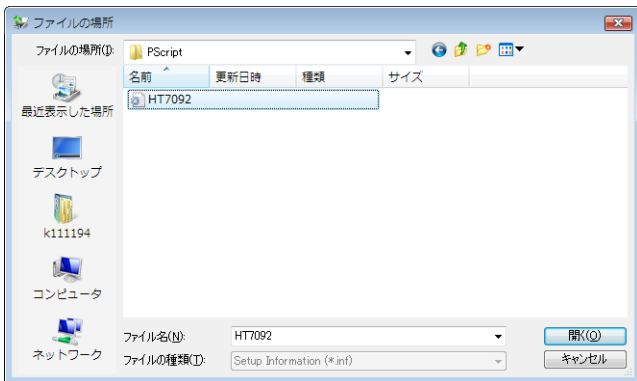 ファイルの場所
ファイルの場所(I):
PScript
名前 更新日時 種類 サイズ
HT7092
最近表示した場所
デスクトップ
k111194
コンピュータ
ネットワーク
ファイル名(N): HT7092 開く(O)
ファイルの種類(T): Setup Information (*.inf) キャンセル